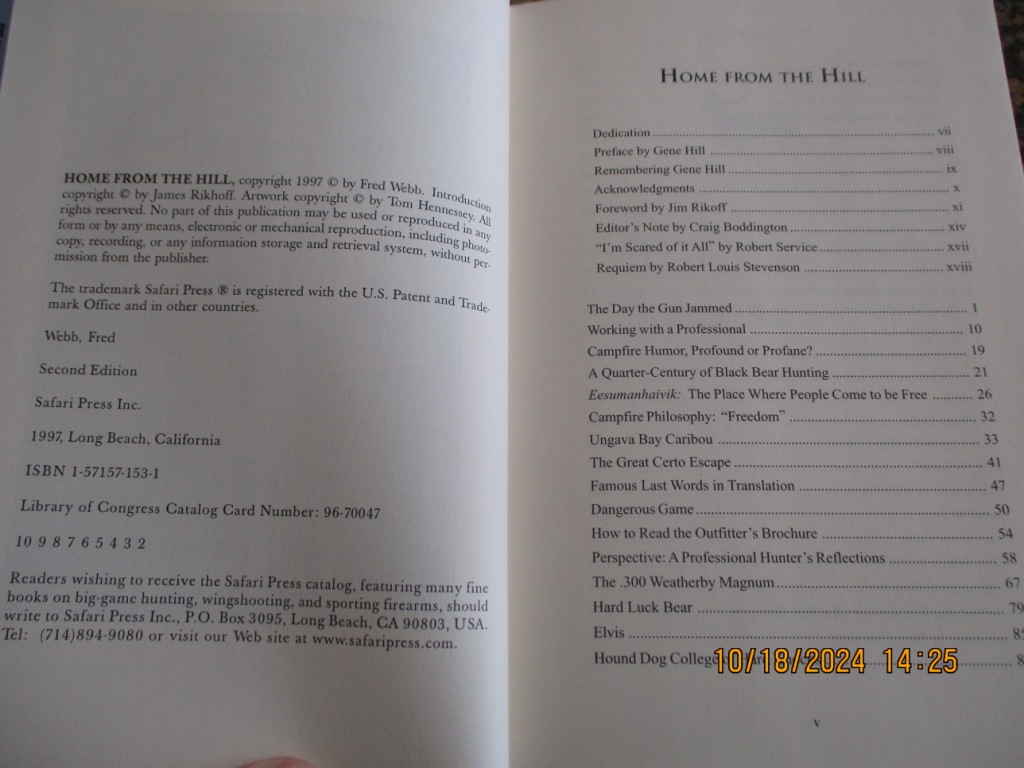 HOME FROM THE HILL, copyright 1997 © by Fred Webb. Introduction
copyright © by James Rikhoff. Artwork copyright © by Tom Hennessey. All
rights reserved. No part of this publication may be used or reproduced in any
form or by any means, electronic or mechanical reproduction, including photo-
copy, recording, or any information storage and retrieval system, without per-
mission from the publisher.
The trademark Safari Press ® is registered with the U.S. Patent and Trade-
mark Office and in other countries.
Webb, Fred
Second Edition
Safari Press Inc.
1997, Long Beach, California
ISBN 1-57157-153-1
Library of Congress Catalog Card Number: 96-70047
10 9 8 7 6 5 4 3 2
Readers wishing to receive the Safari Press catalog, featuring many fine
books on big-game hunting, wingshooting, and sporting firearms, should
write to Safari Press Inc., P.O. Box 3095, Long Beach, CA 90803, USA.
Tel: (714)894-9080 or visit our Web site at www.safaripress.com.
HOME FROM THE HILL
Dedication ........ vii
Preface by Gene Hill ........ viii
Remembering Gene Hill ........ ix
Acknowledgments ........ x
Foreword by Jim Rikoff ........ xi
Editor's Note by Craig Boddington ........ xiv
"I'm Scared of it All" by Robert Service ........ xvii
Requiem by Robert Louis Stevenson ........ xviii
The Day the Gun Jammed ........ 1
Working with a Professional ........ 10
Campfire Humor, Profound or Profane? ........ 19
A Quarter-Century of Black Bear Hunting ........ 21
Eesumanhaivik: The Place Where People Come to be Free ........ 26
Campfire Philosophy: "Freedom" ........ 32
Ungava Bay Caribou ........ 33
The Great Certo Escape ........ 41
Famous Last Words in Translation ........ 47
Dangerous Game ........ 50
How to Read the Outfitter's Brochure ........ 54
Perspective: A Professional Hunter's Reflections ........ 58
The .300 Weatherby Magnum ........ 67
Hard Luck Bear ........ 79
Elvis ........ 8
Hound Dog College ........ 8
10/18/2024 14:25
v